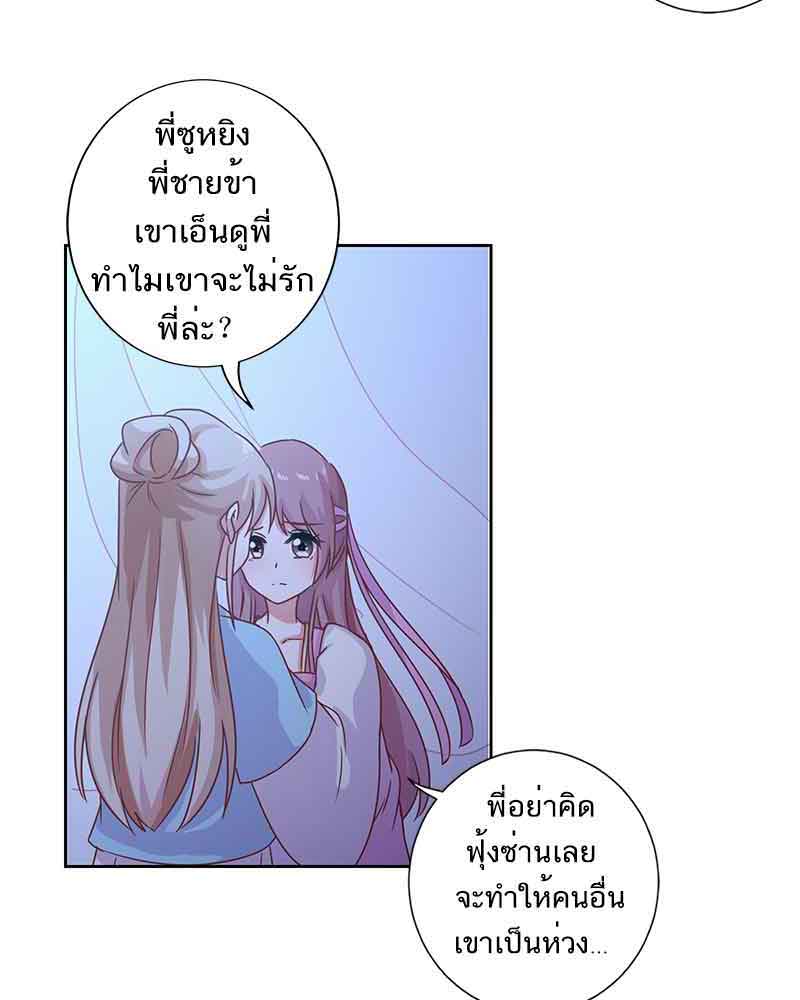 พี่ซูหยิง
พี่ชายข้า
เขาเอ็นดูพี่
ทำไมเขาจะไม่รัก
พี่ล่ะ?
พี่อย่าคิด
ฟุ้งซ่านเลย
จะทำให้คนอื่น
เขาเป็นห่วง...